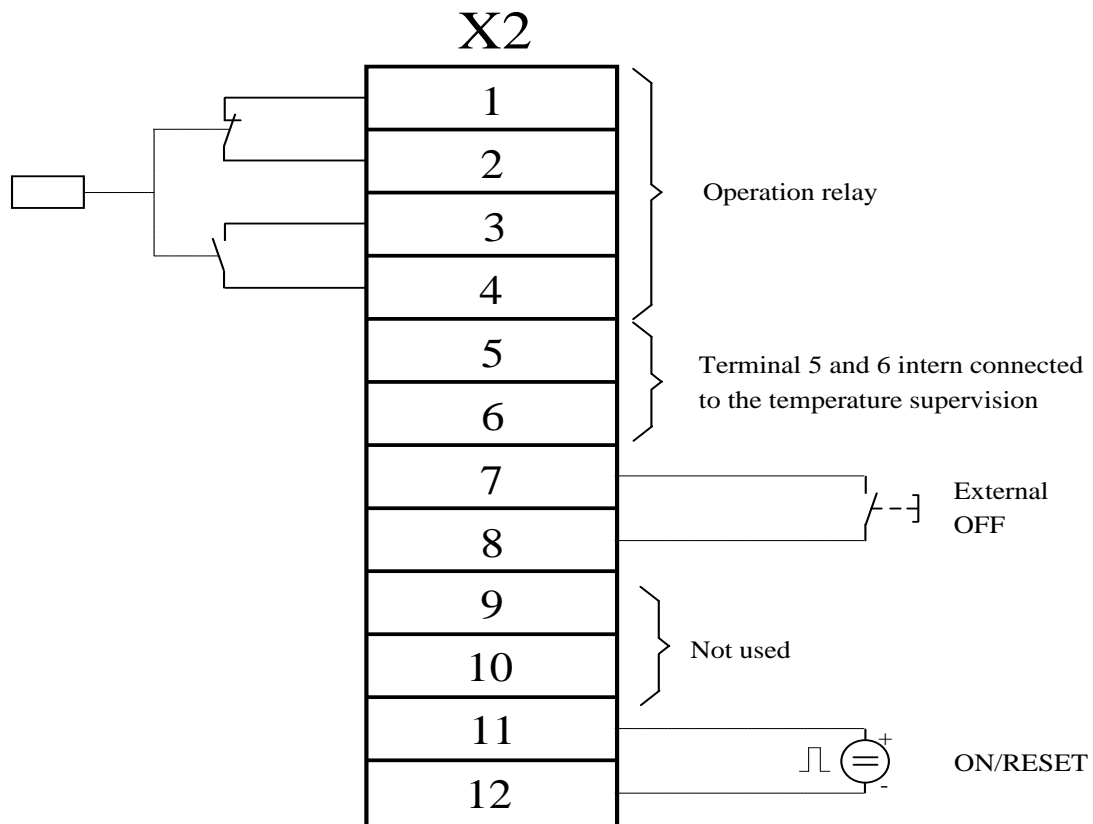 X2
1
2
3
4
5
6
7
8
9
10
11
12
Operation relay
Terminal 5 and 6 intern connected
to the temperature supervision
External
OFF
Not used
+
-
ON/RESET